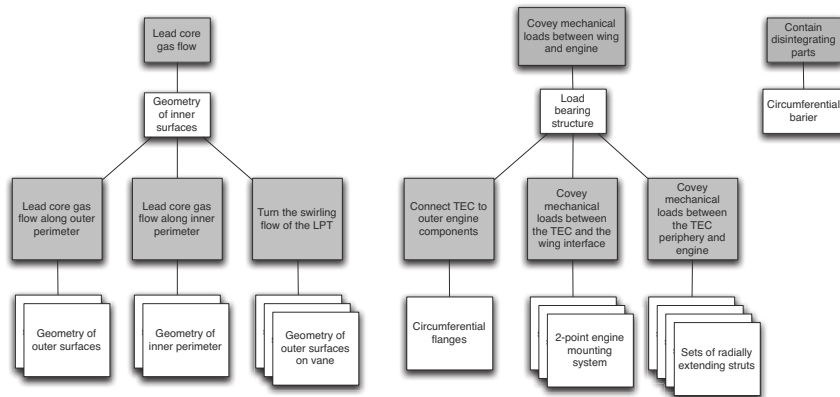 Lead core
gas flow
Geometry
of inner
surfaces
Lead core gas
flow along outer
perimeter
Lead core gas
flow along inner
perimeter
Turn the swirling
flow of the LPT
Geometry of
outer surfaces
Geometry of
inner perimeter
Geometry of
outer surfaces
on vane
Covey mechanical
loads between wing
and engine
Load
bearing
structure
Connect TEC to
outer engine
components
Covey
mechanical
loads between
the TEC and the
wing interface
Covey
mechanical
loads between
the TEC
periphery and
engine
Circumferential
flanges
2-point engine
mounting
system
Sets of radially
extending struts
Contain
disintegrating
parts
Circumferential
barier